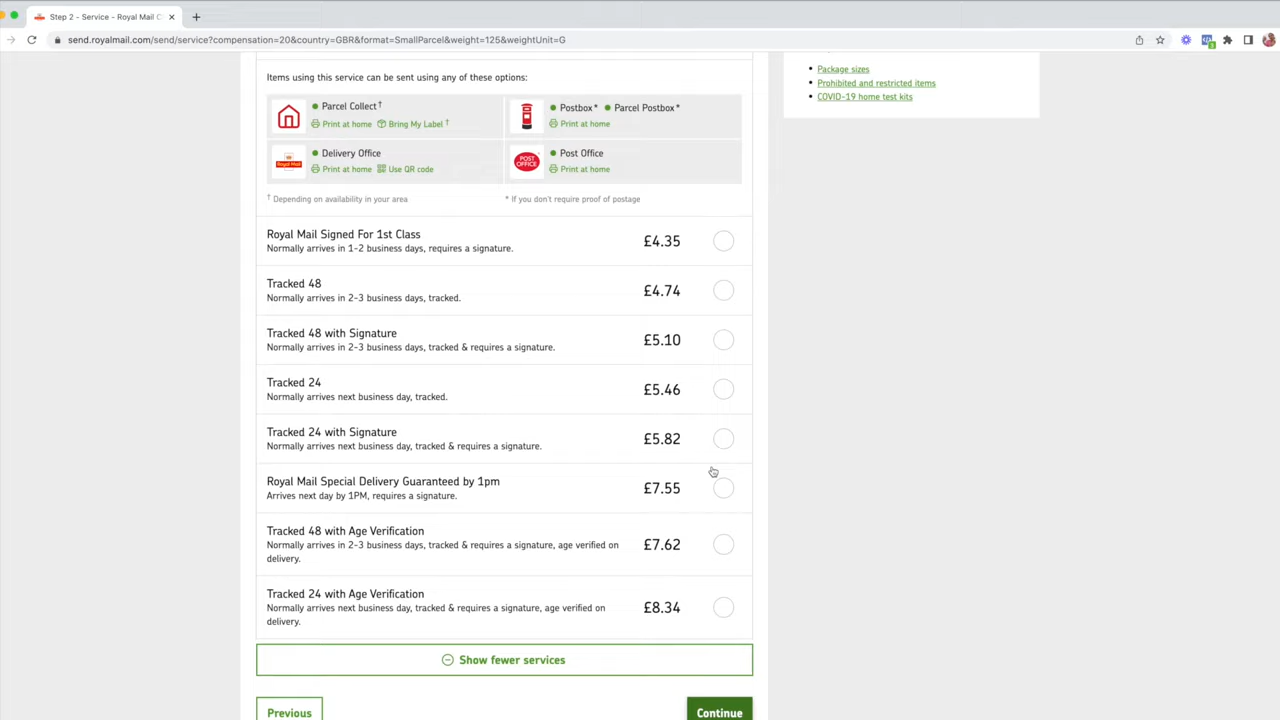 Step 2 - Service - Royal Mail C
send.royalmail.com/send/service?compensation=20&country=GBR&format=SmallParcel&weight=125&weightUnit=G
Items using this service can be sent using any of these options:
Parcel Collect†
Print at home Bring My Label †
Postbox* Parcel Postbox*
Print at home
Royal Mail
Delivery Office
Print at home Use QR code
POST OFFICE
Post Office
Print at home
† Depending on availability in your area
* If you don't require proof of postage
Royal Mail Signed For 1st Class
Normally arrives in 1-2 business days, requires a signature.
£4.35
Tracked 48
Normally arrives in 2-3 business days, tracked.
£4.74
Tracked 48 with Signature
Normally arrives in 2-3 business days, tracked & requires a signature.
£5.10
Tracked 24
Normally arrives next business day, tracked.
£5.46
Tracked 24 with Signature
Normally arrives next business day, tracked & requires a signature.
£5.82
Royal Mail Special Delivery Guaranteed by 1pm
Arrives next day by 1PM, requires a signature.
£7.55
Tracked 48 with Age Verification
Normally arrives in 2-3 business days, tracked & requires a signature, age verified on
delivery.
£7.62
Tracked 24 with Age Verification
Normally arrives next business day, tracked & requires a signature, age verified on
delivery.
£8.34
Show fewer services
Previous
Continue
Package sizes
Prohibited and restricted items
COVID-19 home test kits